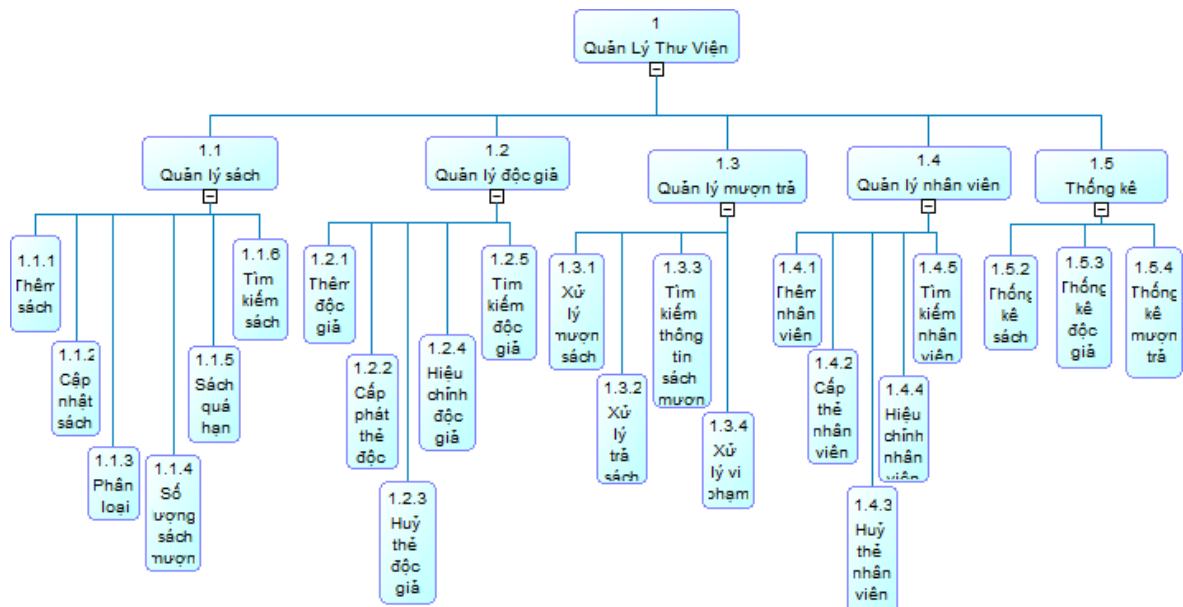 1
Quản Lý Thư Viện
1.1
Quản lý sách
1.2
Quản lý độc giả
1.3
Quản lý mượn trả
1.4
Quản lý nhân viên
1.5
Thống kê
1.1.1
Thêm
sách
1.1.2
Cập
nhật
sách
1.1.3
Phân
loại
1.1.4
Số
lượng
sách
mượn
1.1.5
Sách
quá
hạn
1.1.6
Tìm
kiếm
sách
1.2.1
Thêm
độc
giả
1.2.2
Cấp
phát
thẻ
độc
1.2.3
Huỷ
thẻ
độc
giả
1.2.4
Hiệu
chỉnh
độc
giả
1.2.5
Tim
kiếm
độc
giả
1.3.1
Xử
lý
mượn
sách
1.3.2
Xử
lý
trả
sách
1.3.3
Tìm
kiếm
thông
tin
sách
mượn
1.3.4
Xử
lý vi
phạm
1.4.1
Thêm
nhân
viên
1.4.2
Cấp
thẻ
nhân
viên
1.4.3
Huỷ
thẻ
nhân
viên
1.4.4
Hiệu
chỉnh
nhân
viên
1.4.5
Tìm
kiếm
nhân
viên
1.5.2
Thống
kê
sách
1.5.3
Thống
kê
độc
giả
1.5.4
Thống
kê
mượn
trả